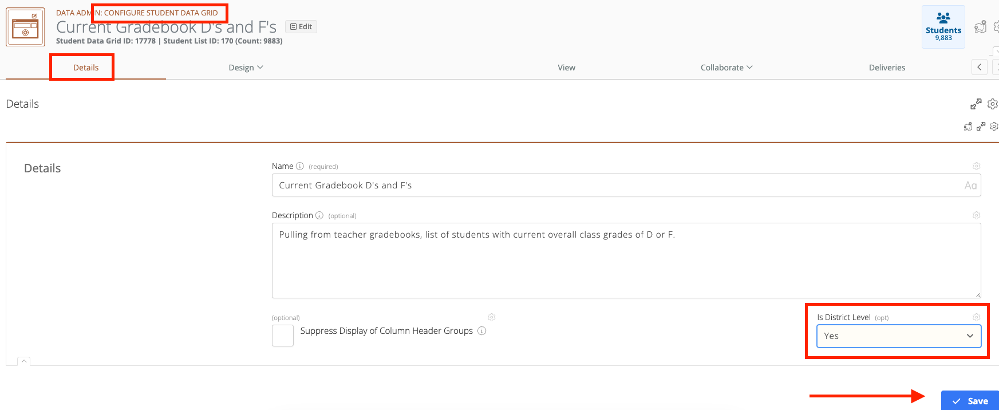 DATA ADMIN: CONFIGURE STUDENT DATA GRID
Current Gradebook D's and F's
Edit
Student Data Grid ID: 17778 | Student List ID: 170 (Count: 9883)
Students
9,883
Details
Design
View
Collaborate
Deliveries
Details
Details
Name (required)
Current Gradebook D's and F's
Aa
Description (optional)
Pulling from teacher gradebooks, list of students with current overall class grades of D or F.
(optional)
Suppress Display of Column Header Groups
Is District Level (opt)
Yes
Save